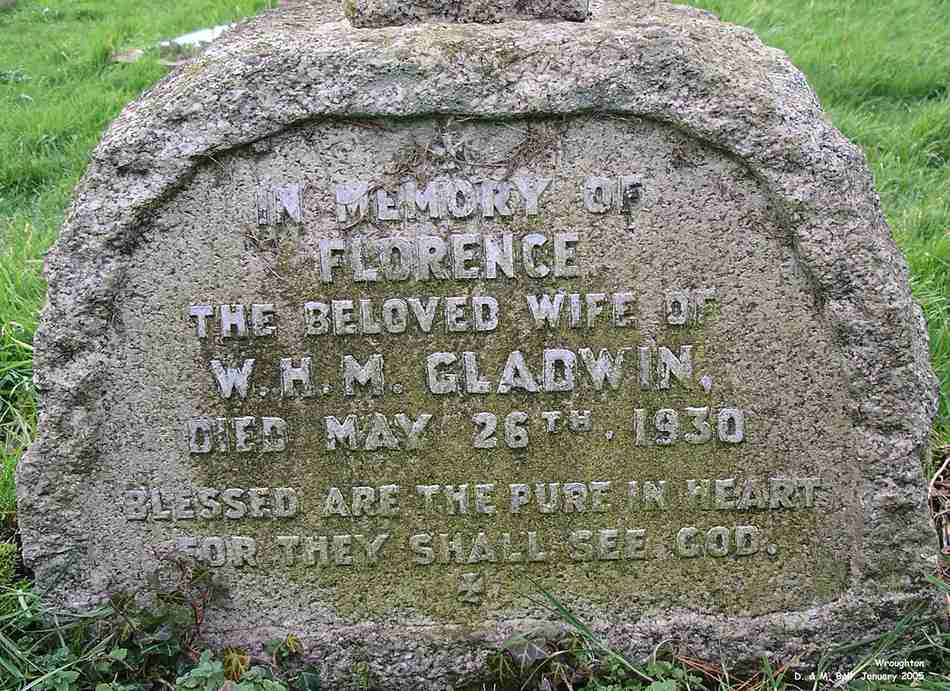 IN MEMORY OF
FLORENCE
THE BELOVED WIFE OF
W.H.M. GLADWIN,
DIED MAY 26TH. 1930
BLESSED ARE THE PURE IN HEART
FOR THEY SHALL SEE GOD.
Wroughton
D. & M. Ball, January 2005